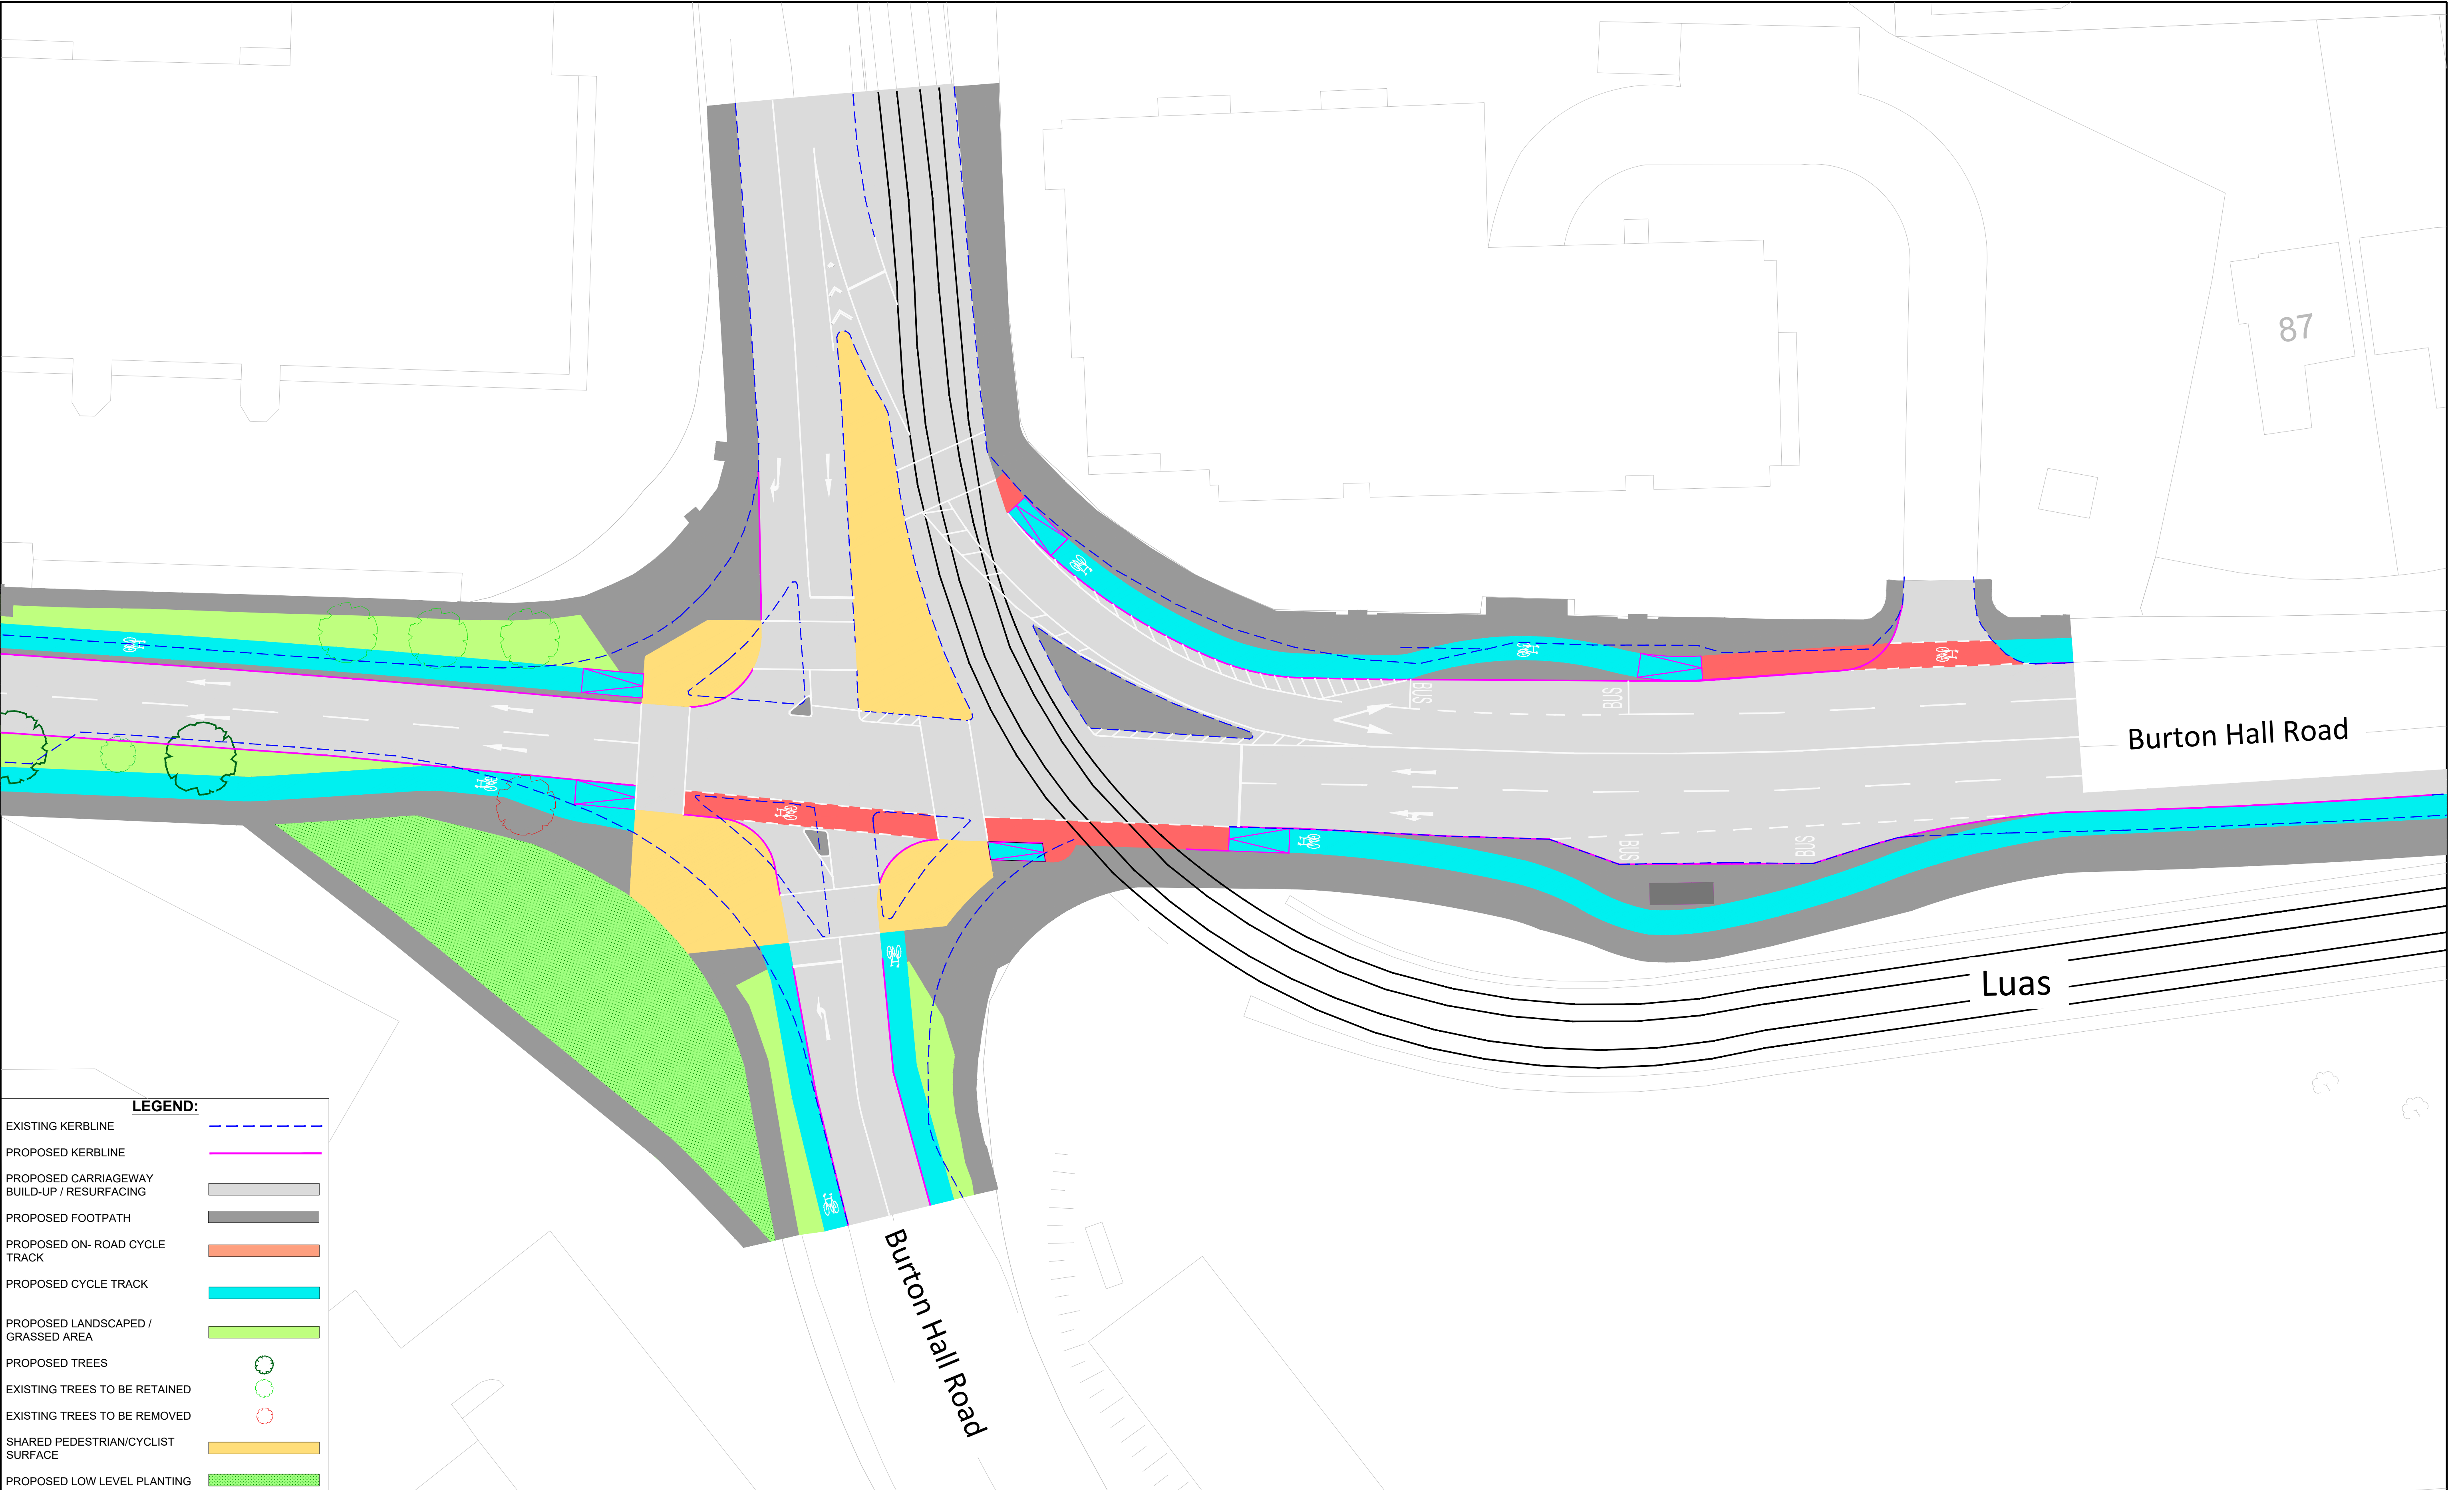 87
BUS
BUS
Burton Hall Road
BUS
BUS
Luas
Burton Hall Road
LEGEND:
EXISTING KERBLINE
PROPOSED KERBLINE
PROPOSED CARRIAGEWAY
BUILD-UP / RESURFACING
PROPOSED FOOTPATH
PROPOSED ON- ROAD CYCLE
TRACK
PROPOSED CYCLE TRACK
PROPOSED LANDSCAPED /
GRASSED AREA
PROPOSED TREES
EXISTING TREES TO BE RETAINED
EXISTING TREES TO BE REMOVED
SHARED PEDESTRIAN/CYCLIST
SURFACE
PROPOSED LOW LEVEL PLANTING